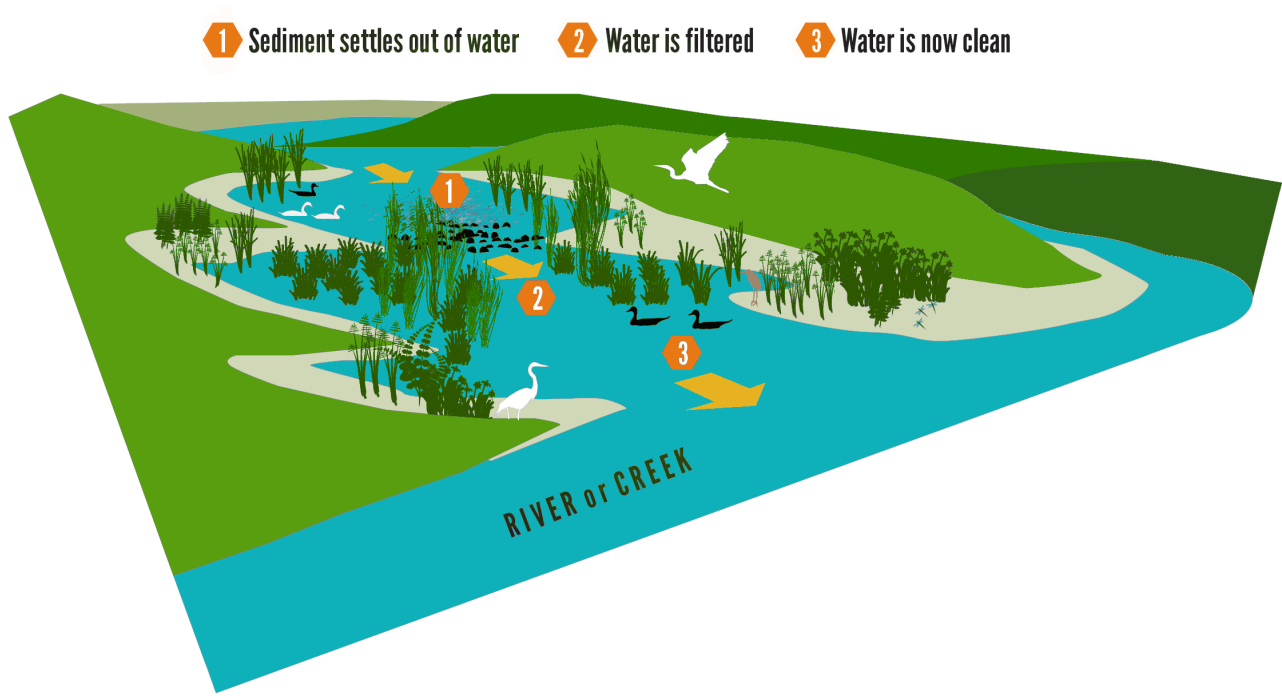 1 Sediment settles out of water 2 Water is filtered 3 Water is now clean
1
2
3
RIVER or CREEK